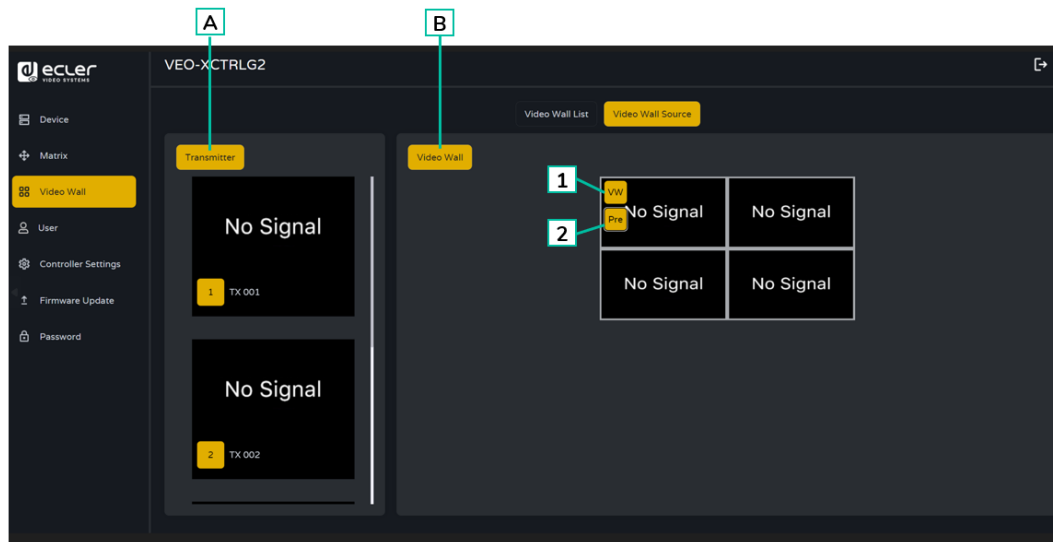 A
B
ecler
VIDEO SYSTEMS
VEO-XCTRLG2
Device
Matrix
Video Wall
User
Controller Settings
Firmware Update
Password
Video Wall List
Video Wall Source
Transmitter
No Signal
1 TX 001
No Signal
2 TX 002
Video Wall
1
2
VW
Pre
No Signal
No Signal
No Signal
No Signal